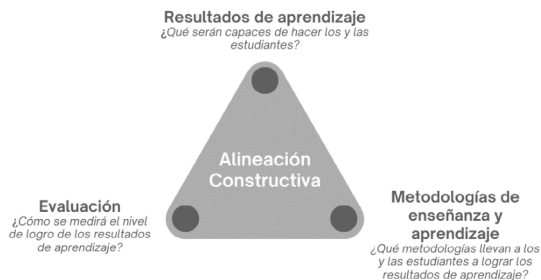 Resultados de aprendizaje
¿Qué serán capaces de hacer los y las
estudiantes?
Alineación
Constructiva
Evaluación
¿Cómo se medirá el nivel
de logro de los resultados
de aprendizaje?
Metodologías de
enseñanza y
aprendizaje
¿Qué metodologías llevan a los
y las estudiantes a lograr los
resultados de aprendizaje?